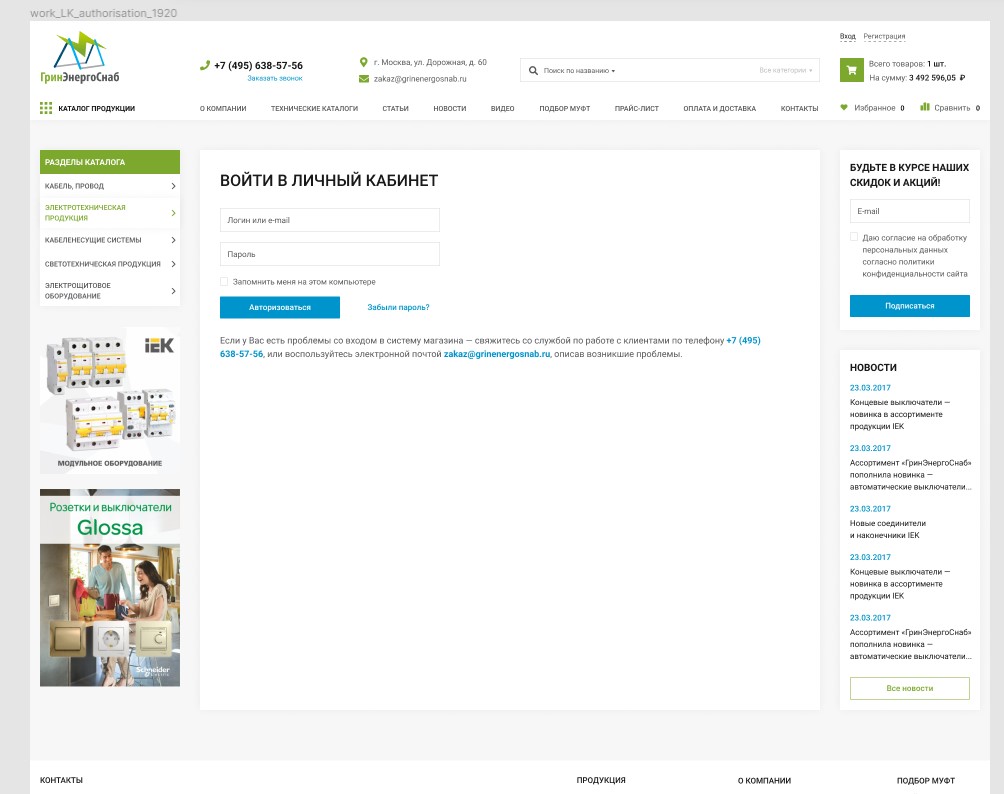 work_LK_authorisation_1920
ГринЭнергоСнаб
+7 (495) 638-57-56
Заказать звонок
г. Москва, ул. Дорожная, д. 60
zakaz@grinenergosnab.ru
Поиск по названию
Все категории
Вход Регистрация
Всего товаров: 1 шт.
На сумму: 3 492 596,05 ₽
КАТАЛОГ ПРОДУКЦИИ
О КОМПАНИИ ТЕХНИЧЕСКИЕ КАТАЛОГИ СТАТЬИ НОВОСТИ ВИДЕО ПОДБОР МУФТ ПРАЙС-ЛИСТ ОПЛАТА И ДОСТАВКА КОНТАКТЫ
Избранное 0 Сравнить 0
РАЗДЕЛЫ КАТАЛОГА
КАБЕЛЬ, ПРОВОД
ЭЛЕКТРОТЕХНИЧЕСКАЯ
ПРОДУКЦИЯ
КАБЕЛЕНЕСУЩИЕ СИСТЕМЫ
СВЕТОТЕХНИЧЕСКАЯ ПРОДУКЦИЯ
ЭЛЕКТРОЩИТОВОЕ
ОБОРУДОВАНИЕ
IEK
МОДУЛЬНОЕ ОБОРУДОВАНИЕ
Розетки и выключатели
Glossa
Schneider
Electric
ВОЙТИ В ЛИЧНЫЙ КАБИНЕТ
Логин или e-mail
Пароль
Запомнить меня на этом компьютере
Авторизоваться Забыли пароль?
Если у Вас есть проблемы со входом в систему магазина — свяжитесь со службой по работе с клиентами по телефону +7 (495)
638-57-56, или воспользуйтесь электронной почтой zakaz@grinenergosnab.ru, описав возникшие проблемы.
БУДЬТЕ В КУРСЕ НАШИХ
СКИДОК И АКЦИЙ!
E-mail
Даю согласие на обработку
персональных данных
согласно политики
конфиденциальности сайта
Подписаться
НОВОСТИ
23.03.2017
Концевые выключатели —
новинка в ассортименте
продукции IEK
23.03.2017
Ассортимент «ГринЭнергоСнаб»
пополнила новинка —
автоматические выключатели...
23.03.2017
Новые соединители
и наконечники IEK
23.03.2017
Концевые выключатели —
новинка в ассортименте
продукции IEK
23.03.2017
Ассортимент «ГринЭнергоСнаб»
пополнила новинка —
автоматические выключатели...
Все новости
КОНТАКТЫ ПРОДУКЦИЯ О КОМПАНИИ ПОДБОР МУФТ